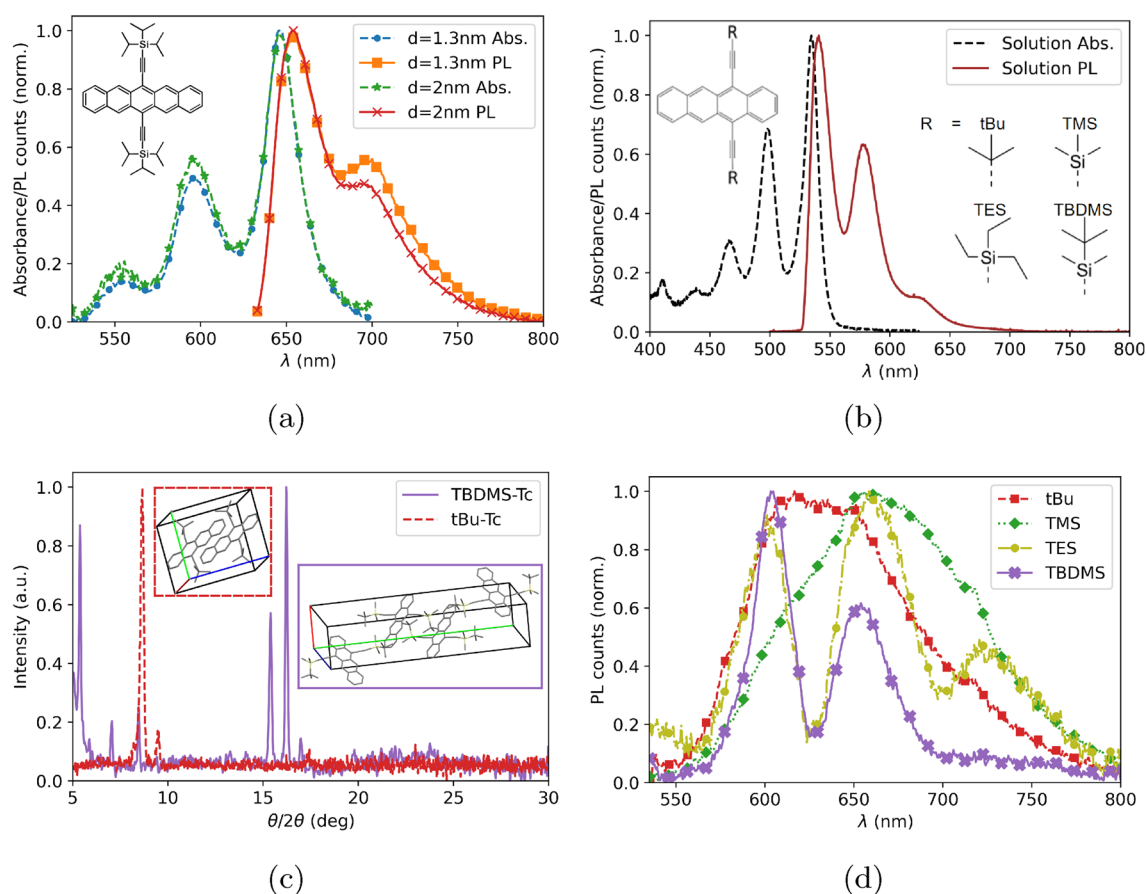 1.0
0.8
0.6
0.4
0.2
0.0
Absorbance/PL counts (norm.)
Si
Si
d=1.3nm Abs.
d=1.3nm PL
d=2nm Abs.
d=2nm PL
550 600 650 700 750 800
λ (nm)
(a)
1.0
0.8
0.6
0.4
0.2
0.0
Absorbance/PL counts (norm.)
R
R
Solution Abs.
Solution PL
R = tBu TMS
Si
TES TBDMS
Si
Si
400 450 500 550 600 650 700 750 800
λ (nm)
(b)
1.0
0.8
0.6
0.4
0.2
0.0
Intensity (a.u.)
TBDMS-Tc
tBu-Tc
5 10 15 20 25 30
θ/2θ (deg)
(c)
1.0
0.8
0.6
0.4
0.2
0.0
PL counts (norm.)
tBu
TMS
TES
TBDMS
550 600 650 700 750 800
λ (nm)
(d)